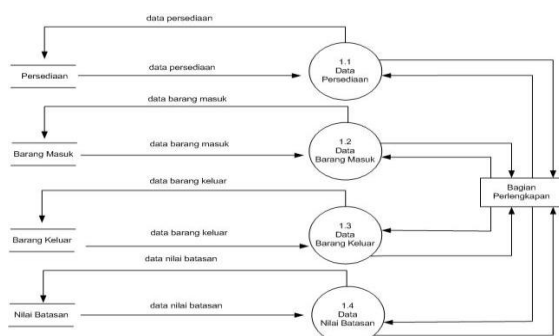 data persediaan
1.1
Data
Persediaan
data persediaan
Persediaan
data barang masuk
1.2
Data
Barang Masuk
data barang masuk
Barang Masuk
data barang keluar
Bagian
Perlengkapan
1.3
Data
Barang Keluar
data barang keluar
Barang Keluar
data nilai batasan
1.4
Data
Nilai Batasan
data nilai batasan
Nilai Batasan